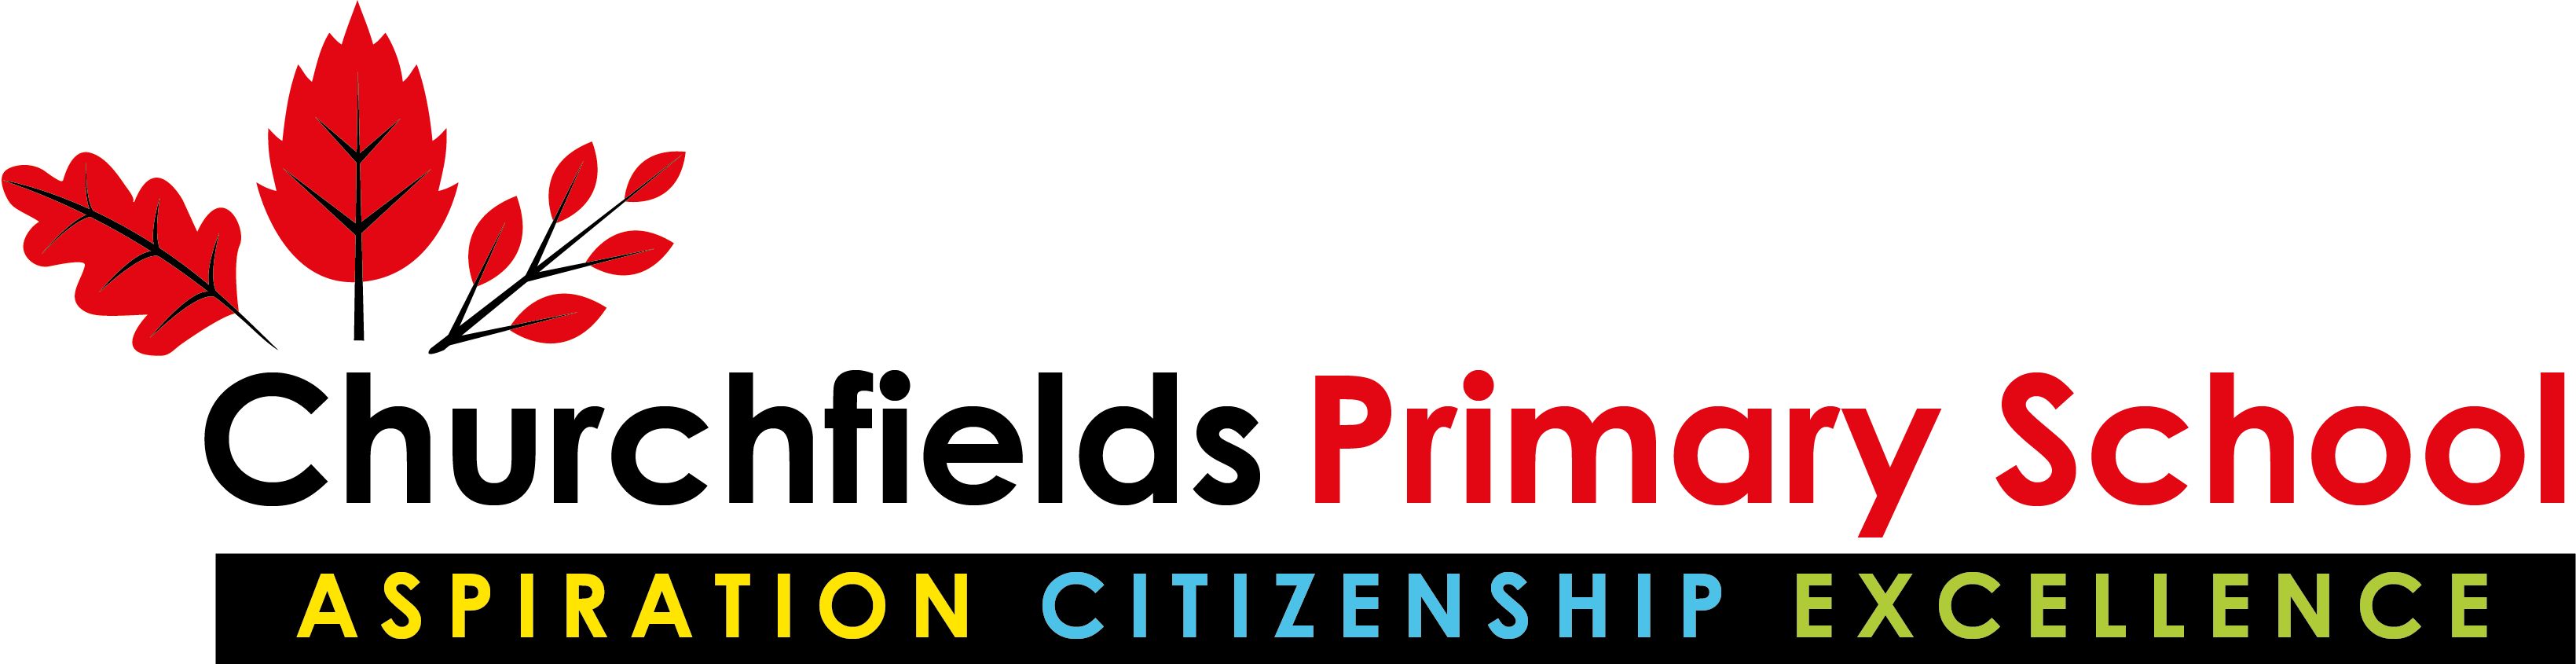 Churchfields Primary School
ASPIRATION CITIZENSHIP EXCELLENCE